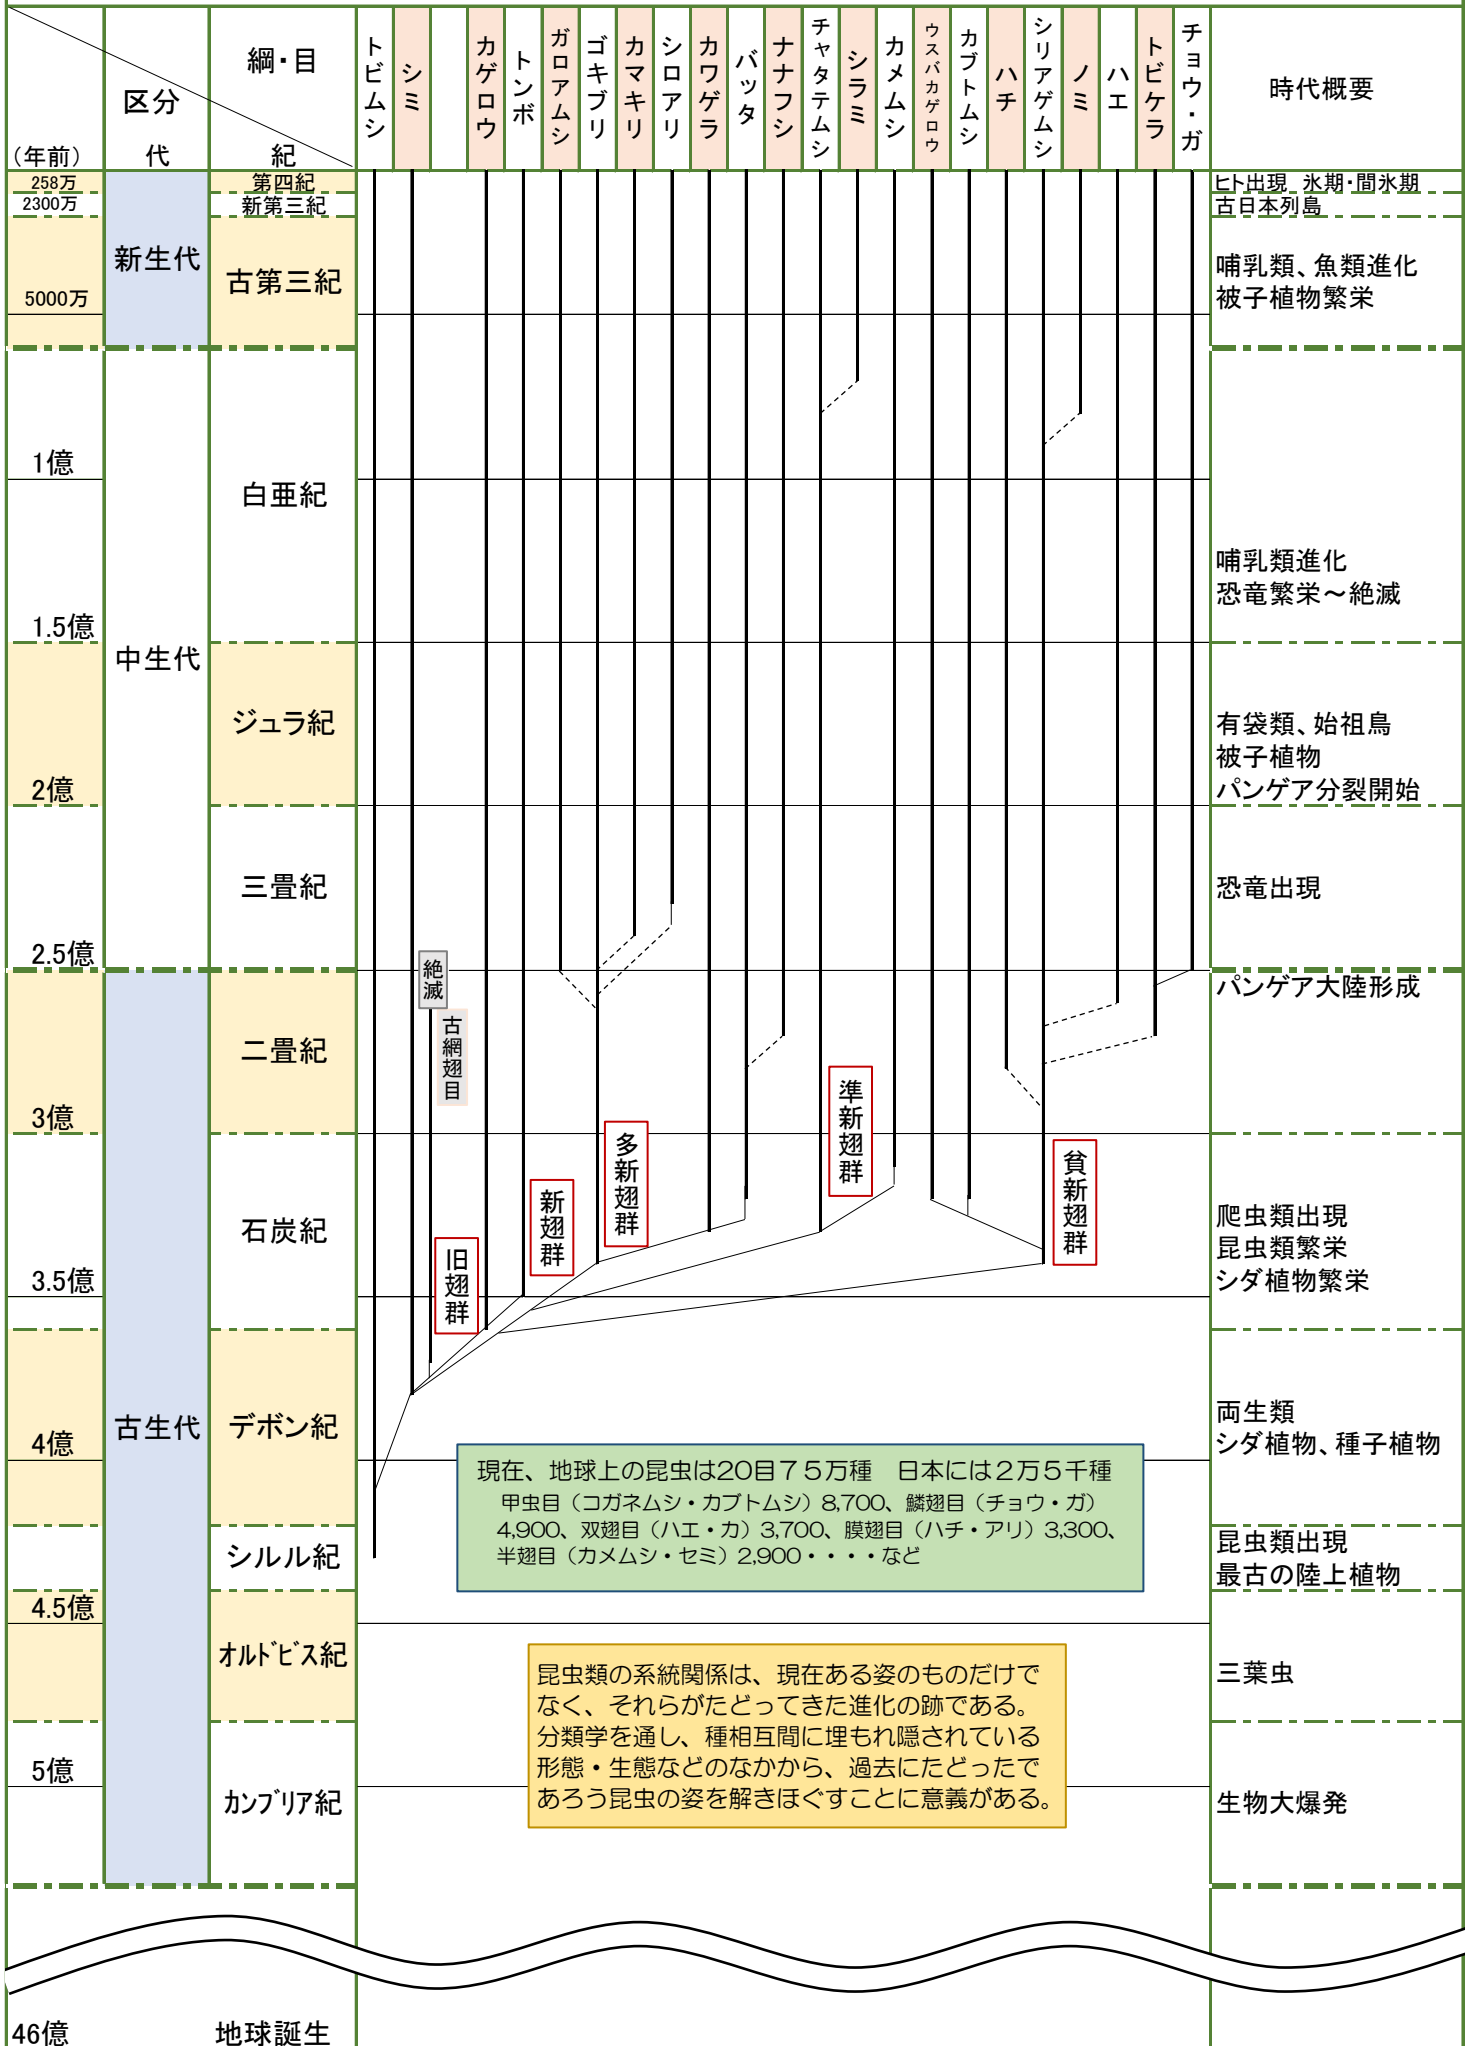 綱・目
区分
(年前)
代
紀
トビムシ
シミ
カゲロウ
トンボ
ガロアムシ
ゴキブリ
カマキリ
シロアリ
カワゲラ
バッタ
ナナフシ
チャタテムシ
シラミ
カメムシ
ウスバカゲロウ
カブトムシ
ハチ
シリアゲムシ
ノミ
ハエ
トビケラ
チョウ・ガ
時代概要
258万
第四紀
ヒト出現　氷期・間氷期
2300万
新第三紀
古日本列島
新生代
古第三紀
5000万
哺乳類、魚類進化
被子植物繁栄
1億
白亜紀
哺乳類進化
恐竜繁栄～絶滅
1.5億
中生代
ジュラ紀
有袋類、始祖鳥
被子植物
パンゲア分裂開始
2億
三畳紀
恐竜出現
2.5億
絶滅
古網翅目
パンゲア大陸形成
二畳紀
3億
準新翅群
多新翅群
貧新翅群
新翅群
旧翅群
石炭紀
爬虫類出現
昆虫類繁栄
シダ植物繁栄
3.5億
古生代
デボン紀
両生類
シダ植物、種子植物
4億
現在、地球上の昆虫は20目７５万種　日本には２万５千種
甲虫目（コガネムシ・カブトムシ）8,700、鱗翅目（チョウ・ガ）
4,900、双翅目（ハエ・カ）3,700、膜翅目（ハチ・アリ）3,300、
半翅目（カメムシ・セミ）2,900・・・・など
シルル紀
昆虫類出現
最古の陸上植物
4.5億
オルドビス紀
三葉虫
昆虫類の系統関係は、現在ある姿のものだけで
なく、それらがたどってきた進化の跡である。
分類学を通し、種相互間に埋もれ隠されている
形態・生態などのなかから、過去にたどったで
あろう昆虫の姿を解きほぐすことに意義がある。
5億
カンブリア紀
生物大爆発
46億
地球誕生